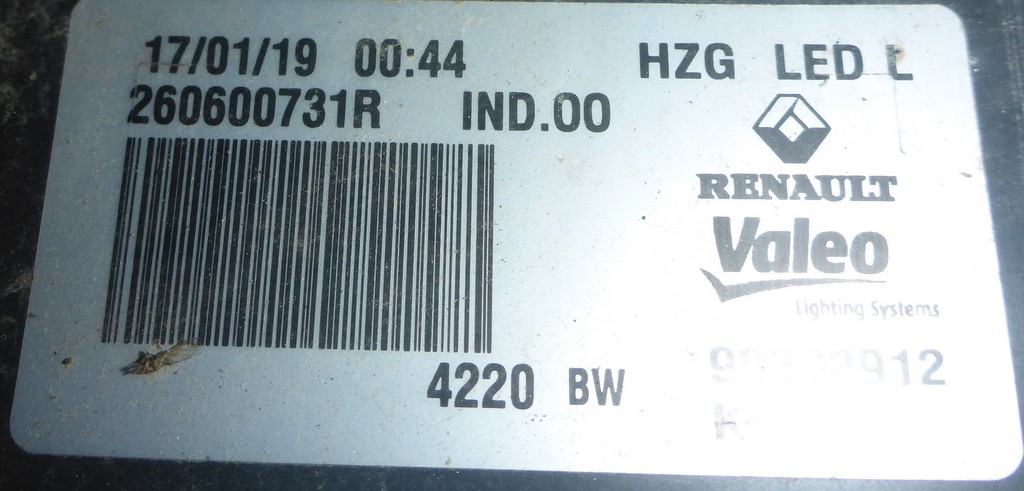 17/01/19 00:44 HZG LED L
260600731R IND.00
RENAULT
Valeo
Lighting Systems
4220 BW